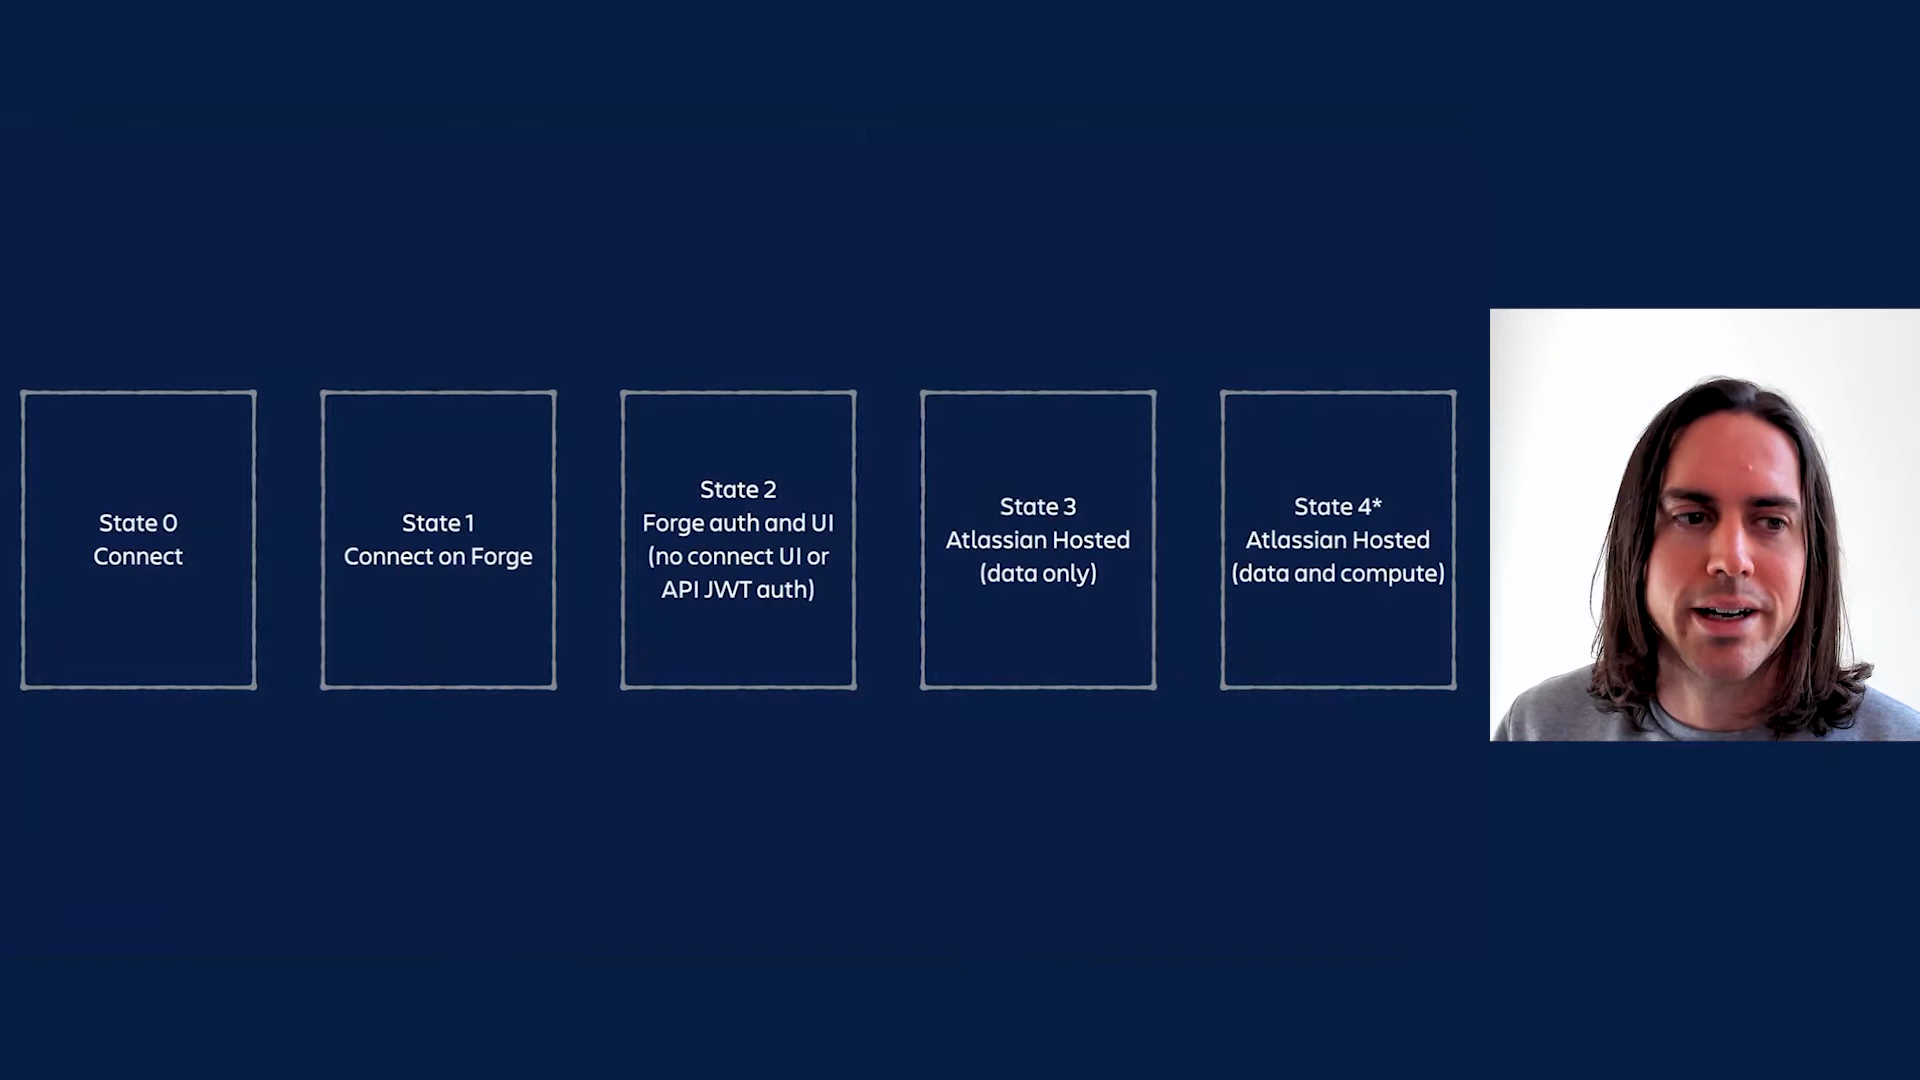 State 0
Connect
State 1
Connect on Forge
State 2
Forge auth and UI
(no connect UI or
API JWT auth)
State 3
Atlassian Hosted
(data only)
State 4*
Atlassian Hosted
(data and compute)